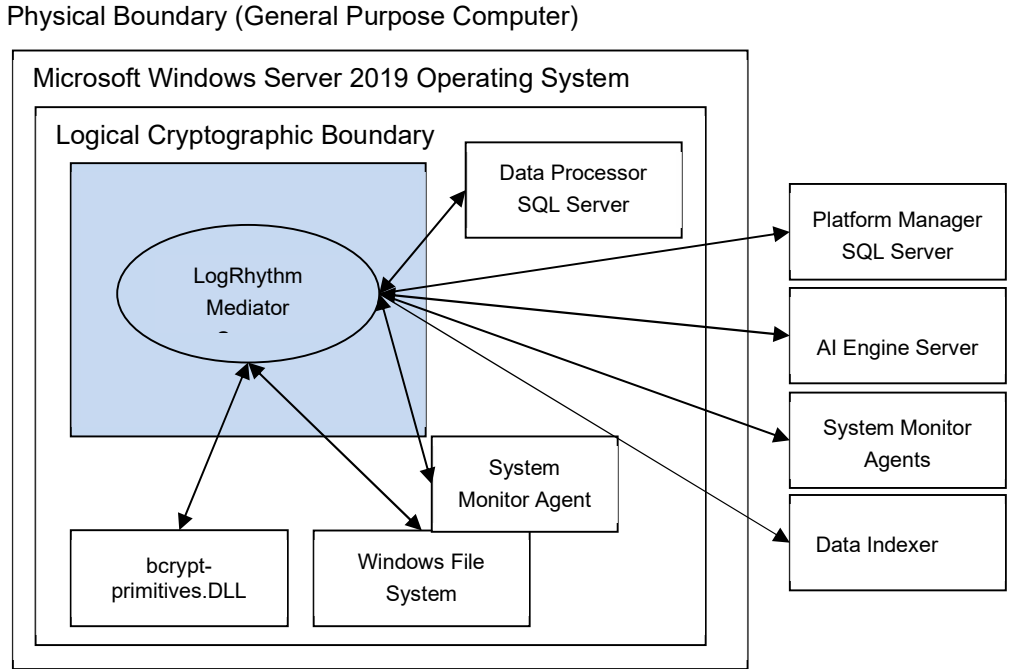 Physical Boundary (General Purpose Computer)
Microsoft Windows Server 2019 Operating System
Logical Cryptographic Boundary
Data Processor
SQL Server
LogRhythm
Mediator
Platform Manager
SQL Server
AI Engine Server
System Monitor
Agents
System
Monitor Agent
Data Indexer
bcrypt-
primitives.DLL
Windows File
System